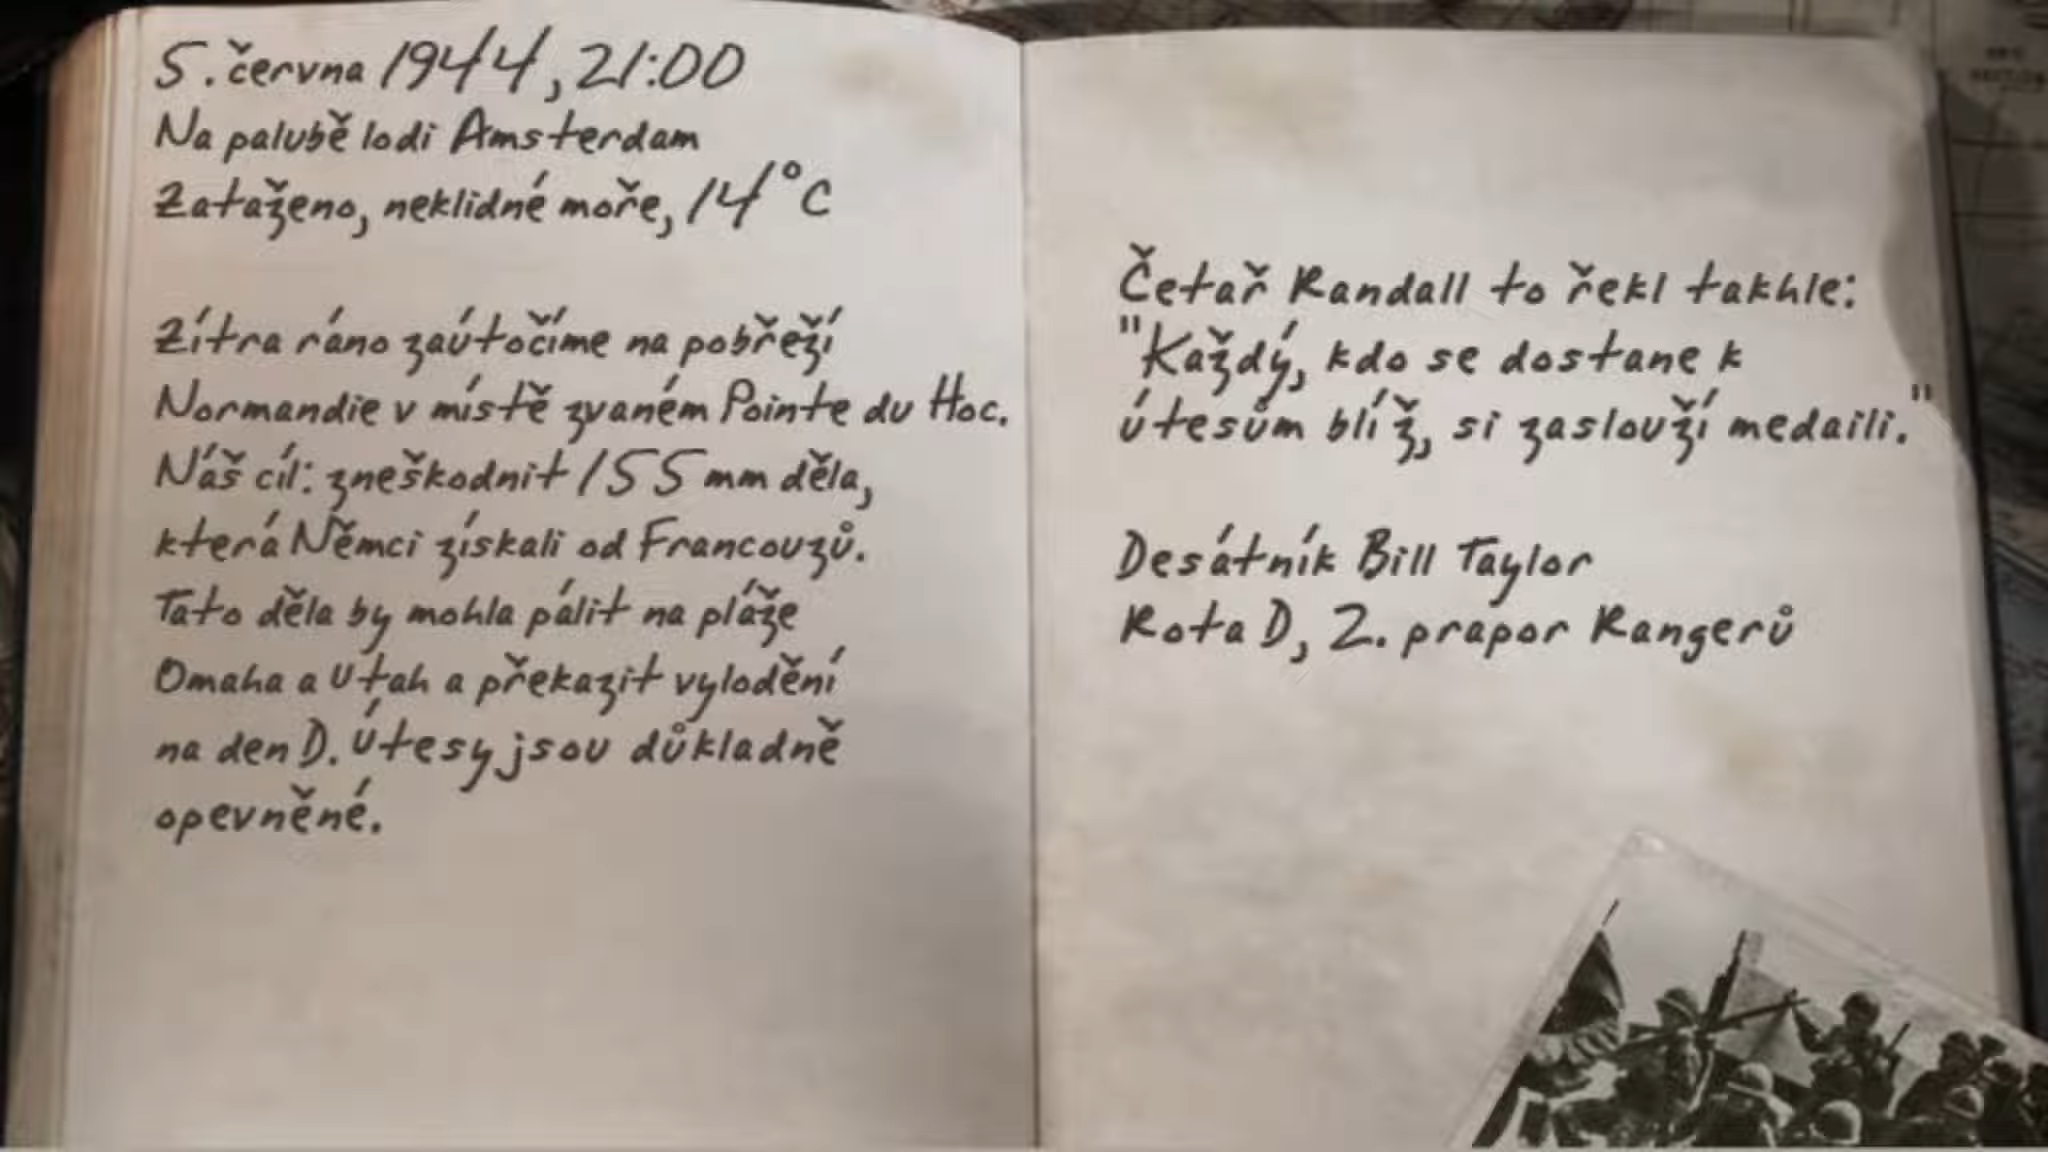 5. června 1944, 21:00
Na palubě lodi Amsterdam
Zataženo, neklidné moře, 14°C
Zítra ráno zaútočíme na pobřeží
Normandie v místě zvaném Pointe du Hoc.
Náš cíl: zneškodnit 155 mm děla,
která Němci získali od Francouzů.
Tato děla by mohla pálit na pláže
Omaha a Utah a překazit vylodění
na den D. Útesy jsou důkladně
opevněné.
Četař Randall to řekl takhle:
"Každý, kdo se dostane k
útesům blíž, si zaslouží medaili."
Desátník Bill Taylor
Rota D, 2. prapor Rangerů